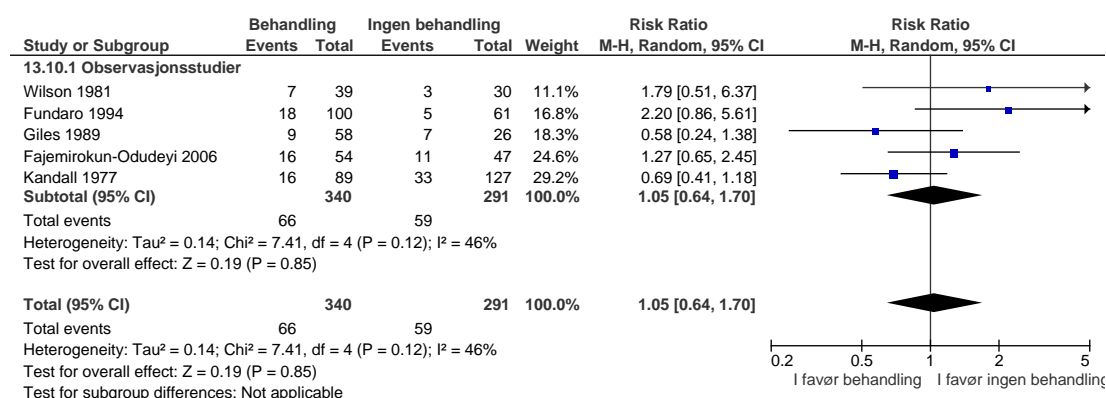 Behandling Ingen behandling Risk Ratio Risk Ratio
Study or Subgroup Events Total Events Total Weight M-H, Random, 95% CI M-H, Random, 95% CI
13.10.1 Observasjonsstudier
Wilson 1981 7 39 3 30 11.1% 1.79 [0.51, 6.37]
Fundaro 1994 18 100 5 61 16.8% 2.20 [0.86, 5.61]
Giles 1989 9 58 7 26 18.3% 0.58 [0.24, 1.38]
Fajemirokun-Odudeyi 2006 16 54 11 47 24.6% 1.27 [0.65, 2.45]
Kandall 1977 16 89 33 127 29.2% 0.69 [0.41, 1.18]
Subtotal (95% CI) 340 291 100.0% 1.05 [0.64, 1.70]
Total events 66 59
Heterogeneity: Tau² = 0.14; Chi² = 7.41, df = 4 (P = 0.12); I² = 46%
Test for overall effect: Z = 0.19 (P = 0.85)
Total (95% CI) 340 291 100.0% 1.05 [0.64, 1.70]
Total events 66 59
Heterogeneity: Tau² = 0.14; Chi² = 7.41, df = 4 (P = 0.12); I² = 46%
Test for overall effect: Z = 0.19 (P = 0.85)
Test for subgroup differences: Not applicable
0.2 0.5 1 2 5
I favør behandling I favør ingen behandling